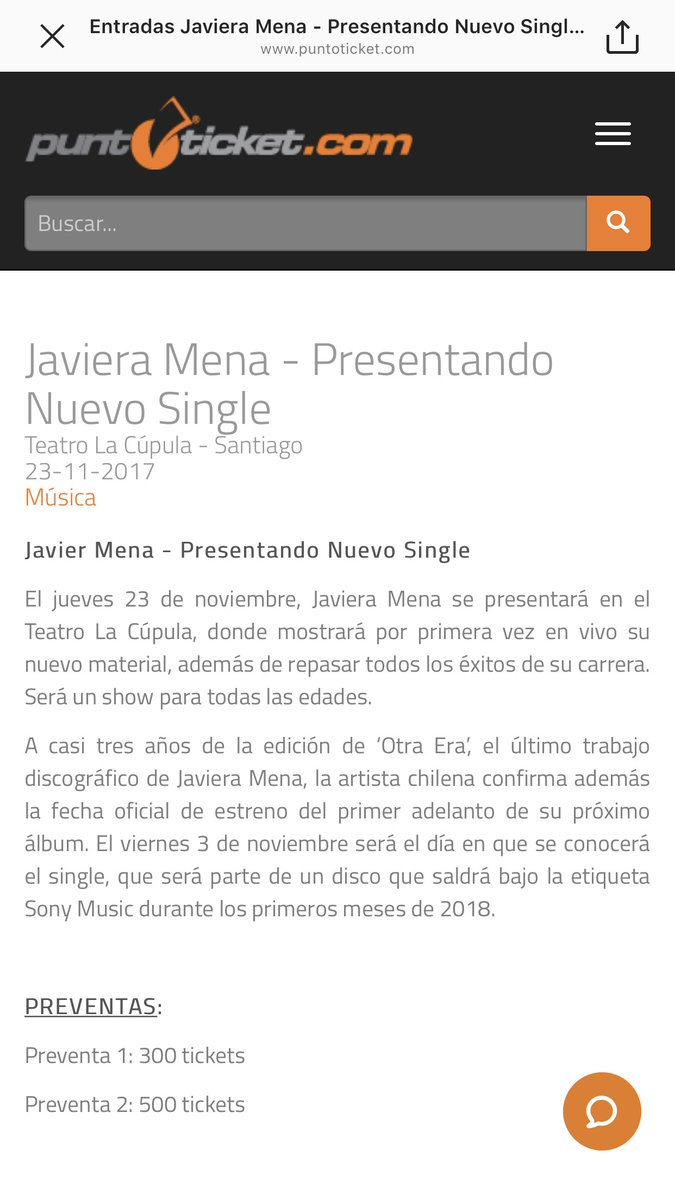 Entradas Javiera Mena - Presentando Nuevo Singl...
www.puntoticket.com
puntoticket.com®
Buscar...
Javiera Mena - Presentando
Nuevo Single
Teatro La Cúpula - Santiago
23-11-2017
Música
Javier Mena - Presentando Nuevo Single
El jueves 23 de noviembre, Javiera Mena se presentará en el
Teatro La Cúpula, donde mostrará por primera vez en vivo su
nuevo material, además de repasar todos los éxitos de su carrera.
Será un show para todas las edades.
A casi tres años de la edición de ‘Otra Era’, el último trabajo
discográfico de Javiera Mena, la artista chilena confirma además
la fecha oficial de estreno del primer adelanto de su próximo
álbum. El viernes 3 de noviembre será el día en que se conocerá
el single, que será parte de un disco que saldrá bajo la etiqueta
Sony Music durante los primeros meses de 2018.
PREVENTAS:
Preventa 1: 300 tickets
Preventa 2: 500 tickets